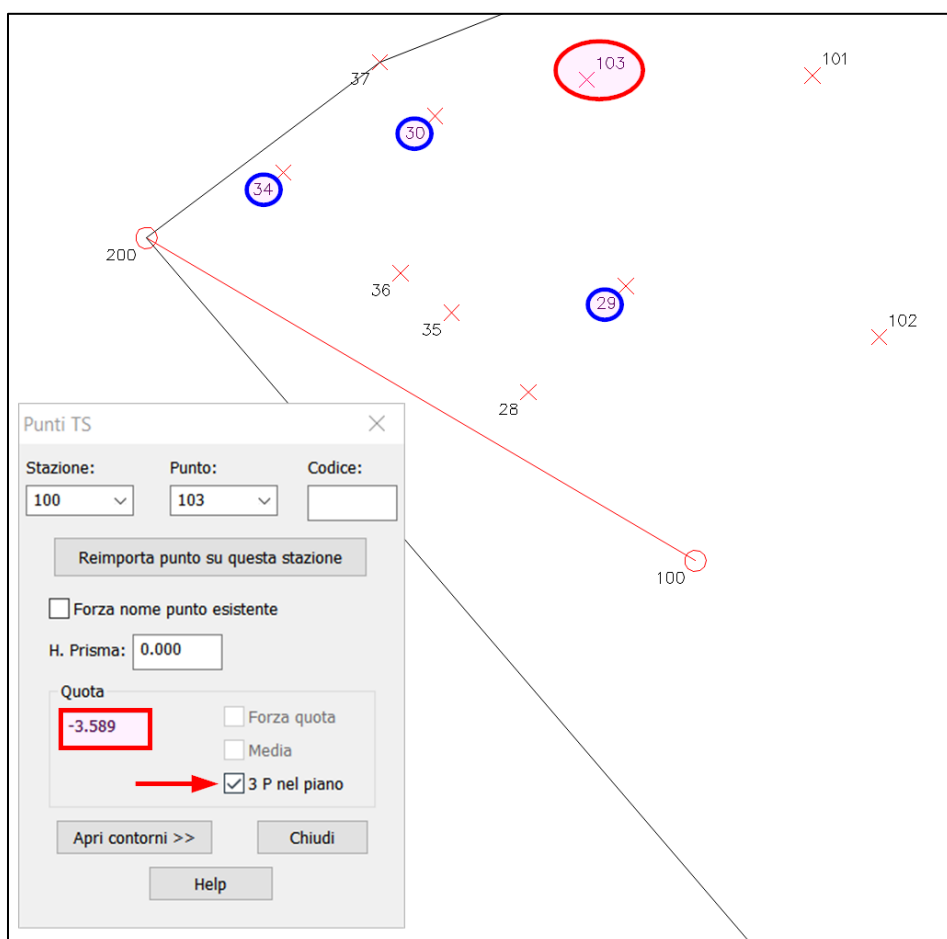 103
101
37
30
34
200
36
29
35
102
28
Punti TS
Stazione: Punto: Codice:
100 103
Reimporta punto su questa stazione
100
Forza nome punto esistente
H. Prisma: 0.000
Quota
-3.589 Forza quota
Media
3 P nel piano
Apri contorni >> Chiudi
Help